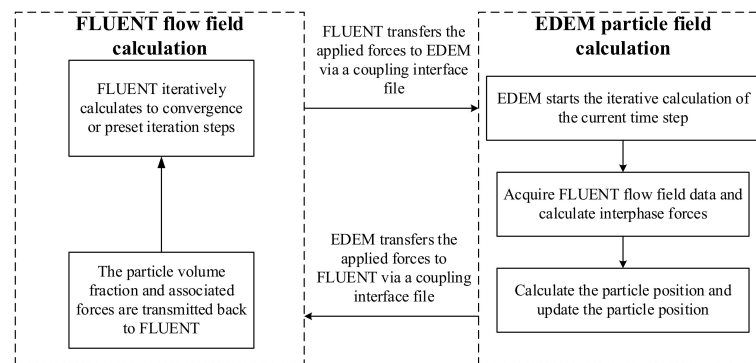 FLUENT flow field
calculation
FLUENT iteratively
calculates to convergence
or preset iteration steps
The particle volume
fraction and associated
forces are transmitted back
to FLUENT
FLUENT transfers the
applied forces to EDEM
via a coupling interface
file
EDEM transfers the
applied forces to
FLUENT via a coupling
interface file
EDEM particle field
calculation
EDEM starts the iterative calculation of
the current time step
Acquire FLUENT flow field data and
calculate interphase forces
Calculate the particle position and
update the particle position